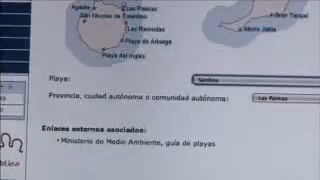 Agaete
Las Palmas
San Nicolás de Tolentino
Las Remudas
Playa de Arinaga
Playa del Inglés
Gran Tarajal
Morro Jable
Playa:
Sardina
Provincia, ciudad autónoma o comunidad autónoma:
Las Palmas
Enlaces externos asociados:
• Ministerio de Medio Ambiente, guía de playas